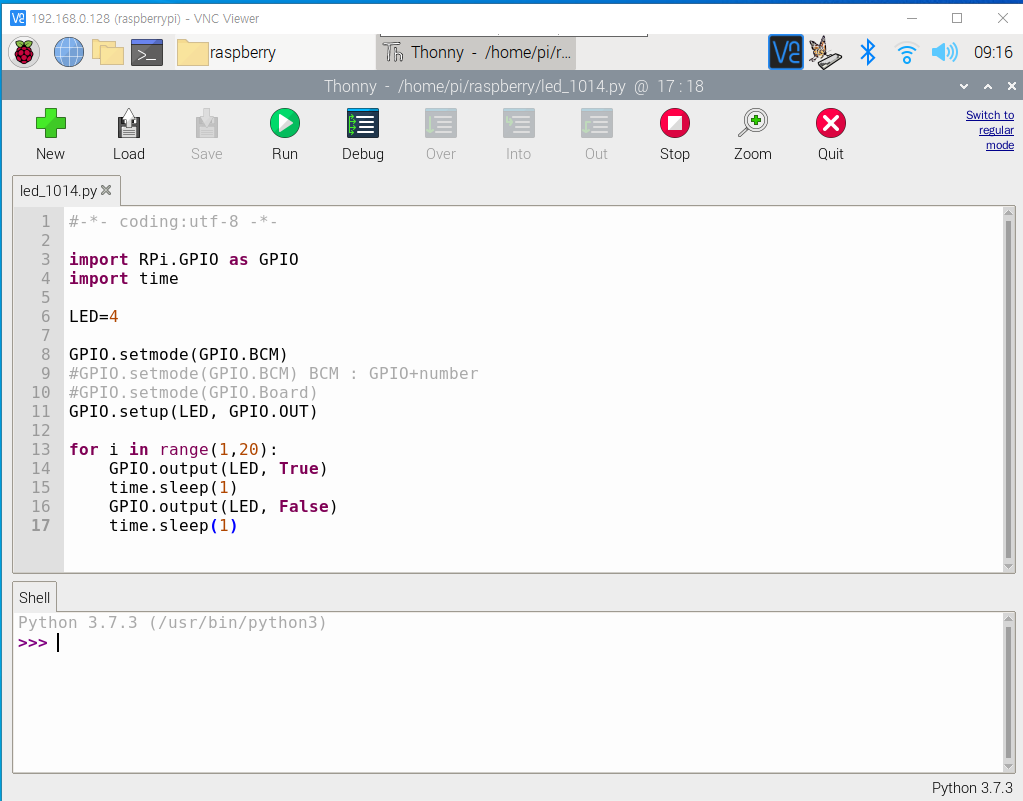 192.168.0.128 (raspberrypi) - VNC Viewer
raspberry
Thonny - /home/pi/r...
09:16
Thonny - /home/pi/raspberry/led_1014.py @ 17 : 18
New Load Save Run Debug Over Into Out Stop Zoom Quit
Switch to
regular
mode
led_1014.py
1 #-*- coding:utf-8 -*-
2
3 import RPi.GPIO as GPIO
4 import time
5
6 LED=4
7
8 GPIO.setmode(GPIO.BCM)
9 #GPIO.setmode(GPIO.BCM) BCM : GPIO+number
10 #GPIO.setmode(GPIO.Board)
11 GPIO.setup(LED, GPIO.OUT)
12
13 for i in range(1,20):
14     GPIO.output(LED, True)
15     time.sleep(1)
16     GPIO.output(LED, False)
17     time.sleep(1)
Shell
Python 3.7.3 (/usr/bin/python3)
>>>
Python 3.7.3